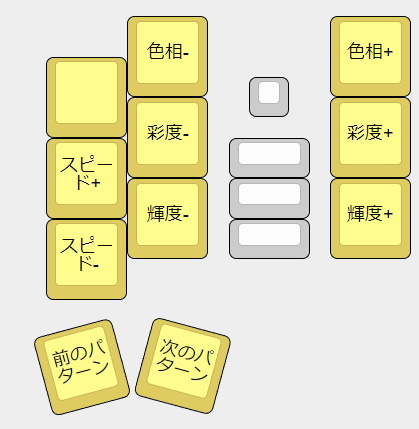 色相-
色相+
彩度-
彩度+
スピー
ド+
輝度-
輝度+
スピー
ド-
前のパ
ターン
次のパ
ターン